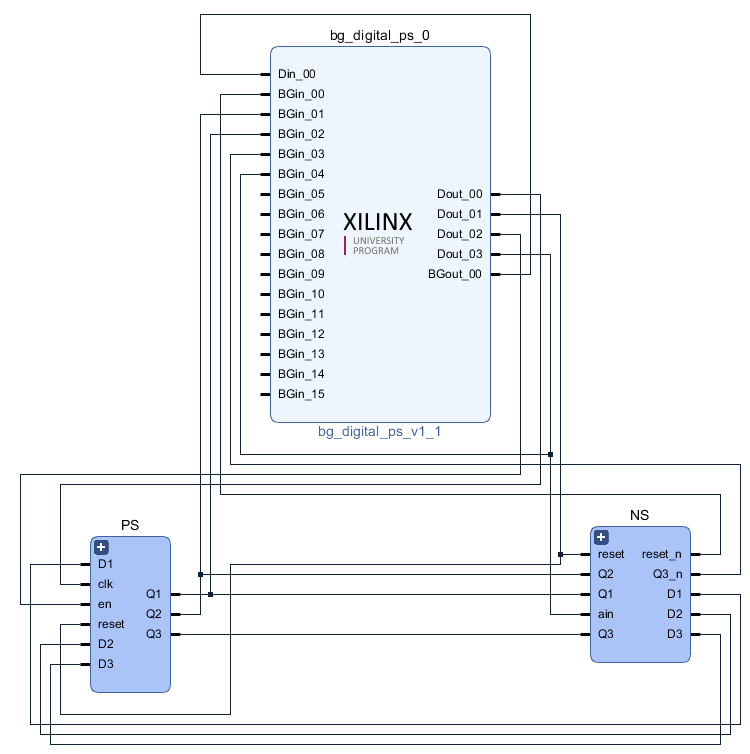 bg_digital_ps_0
Din_00
BGin_00
BGin_01
BGin_02
BGin_03
BGin_04
BGin_05
BGin_06
BGin_07
BGin_08
BGin_09
BGin_10
BGin_11
BGin_12
BGin_13
BGin_14
BGin_15
XILINX
UNIVERSITY
PROGRAM
Dout_00
Dout_01
Dout_02
Dout_03
BGout_00
bg_digital_ps_v1_1
PS
D1
clk
en
reset
D2
D3
Q1
Q2
Q3
NS
reset
Q2
Q1
ain
Q3
reset_n
Q3_n
D1
D2
D3